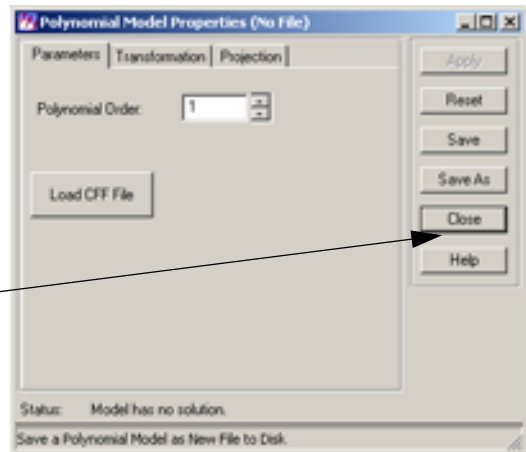 Polynomial Model Properties (No File)
Parameters Transformation Projection
Polynomial Order: 1
Load CFF File
Apply
Reset
Save
Save As
Close
Help
Status: Model has no solution.
Save a Polynomial Model as New File to Disk.